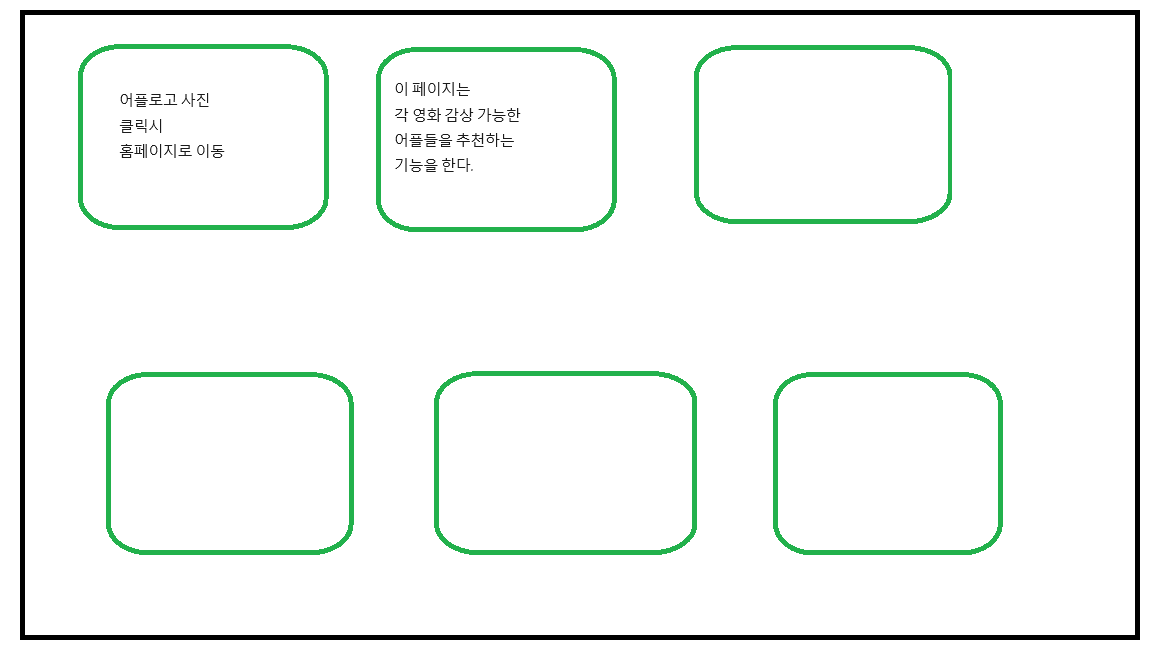 어플로고 사진
클릭시
홈페이지로 이동
이 페이지는
각 영화 감상 가능한
어플들을 추천하는
기능을 한다.